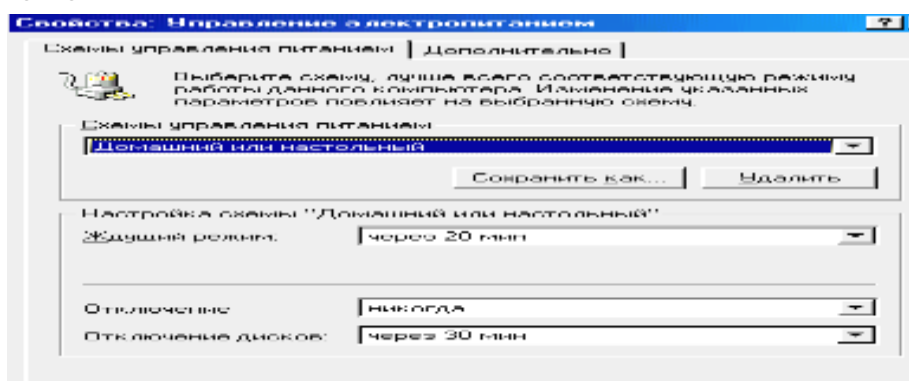 Свойства: Управление электропитанием
Схемы управления питанием Дополнительно
Выберите схему, лучше всего соответствующую режиму
работы данного компьютера. Изменение указанных
параметров повлияет на выбранную схему.
Схемы управления питанием
Домашний или настольный
Сохранить как... Удалить
Настройка схемы "Домашний или настольный"
Ждущий режим: через 20 мин
Отключение никогда
Отключение дисков: через 30 мин